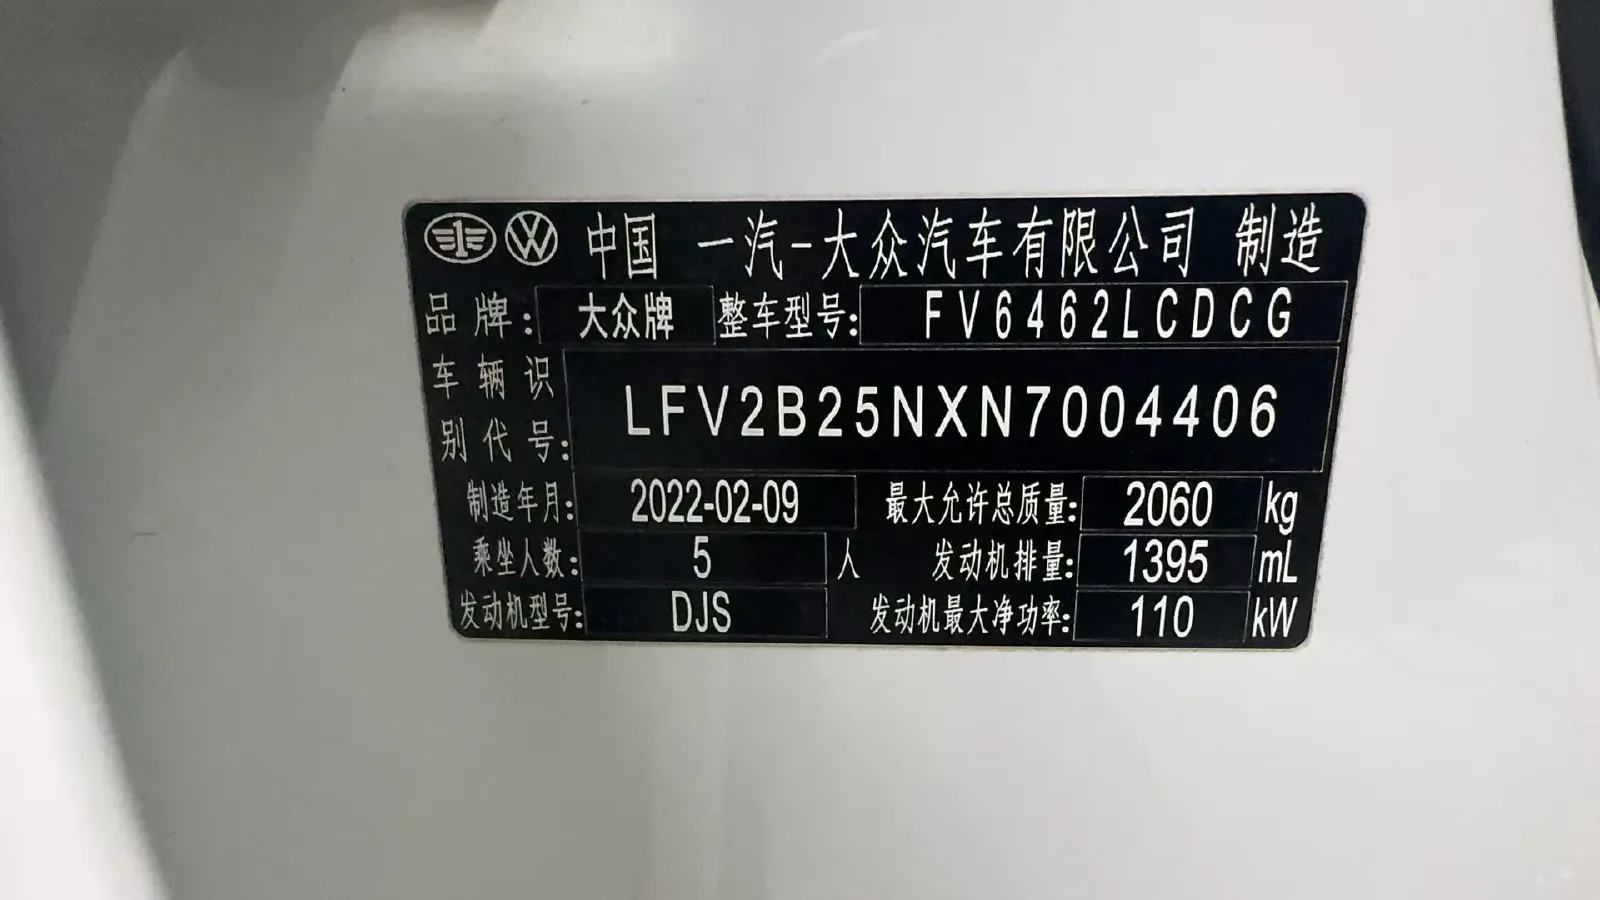 中国 一汽-大众汽车有限公司 制造
品牌: 大众牌 整车型号: FV6462LCDCG
车辆识别代号: LFV2B25NXN7004406
制造年月: 2022-02-09 最大允许总质量: 2060 kg
乘坐人数: 5 人 发动机排量: 1395 mL
发动机型号: DJS 发动机最大净功率: 110 kW